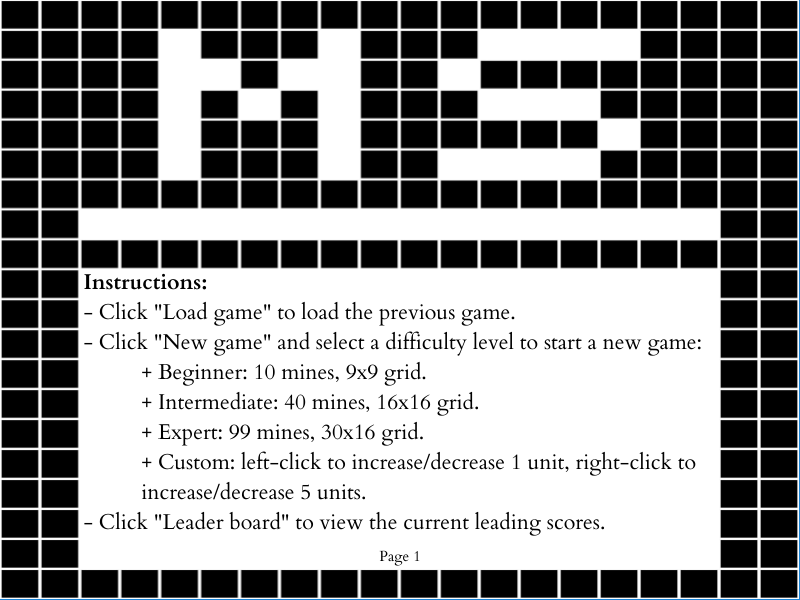 MS
Instructions:
- Click "Load game" to load the previous game.
- Click "New game" and select a difficulty level to start a new game:
+ Beginner: 10 mines, 9x9 grid.
+ Intermediate: 40 mines, 16x16 grid.
+ Expert: 99 mines, 30x16 grid.
+ Custom: left-click to increase/decrease 1 unit, right-click to
increase/decrease 5 units.
- Click "Leader board" to view the current leading scores.
Page 1